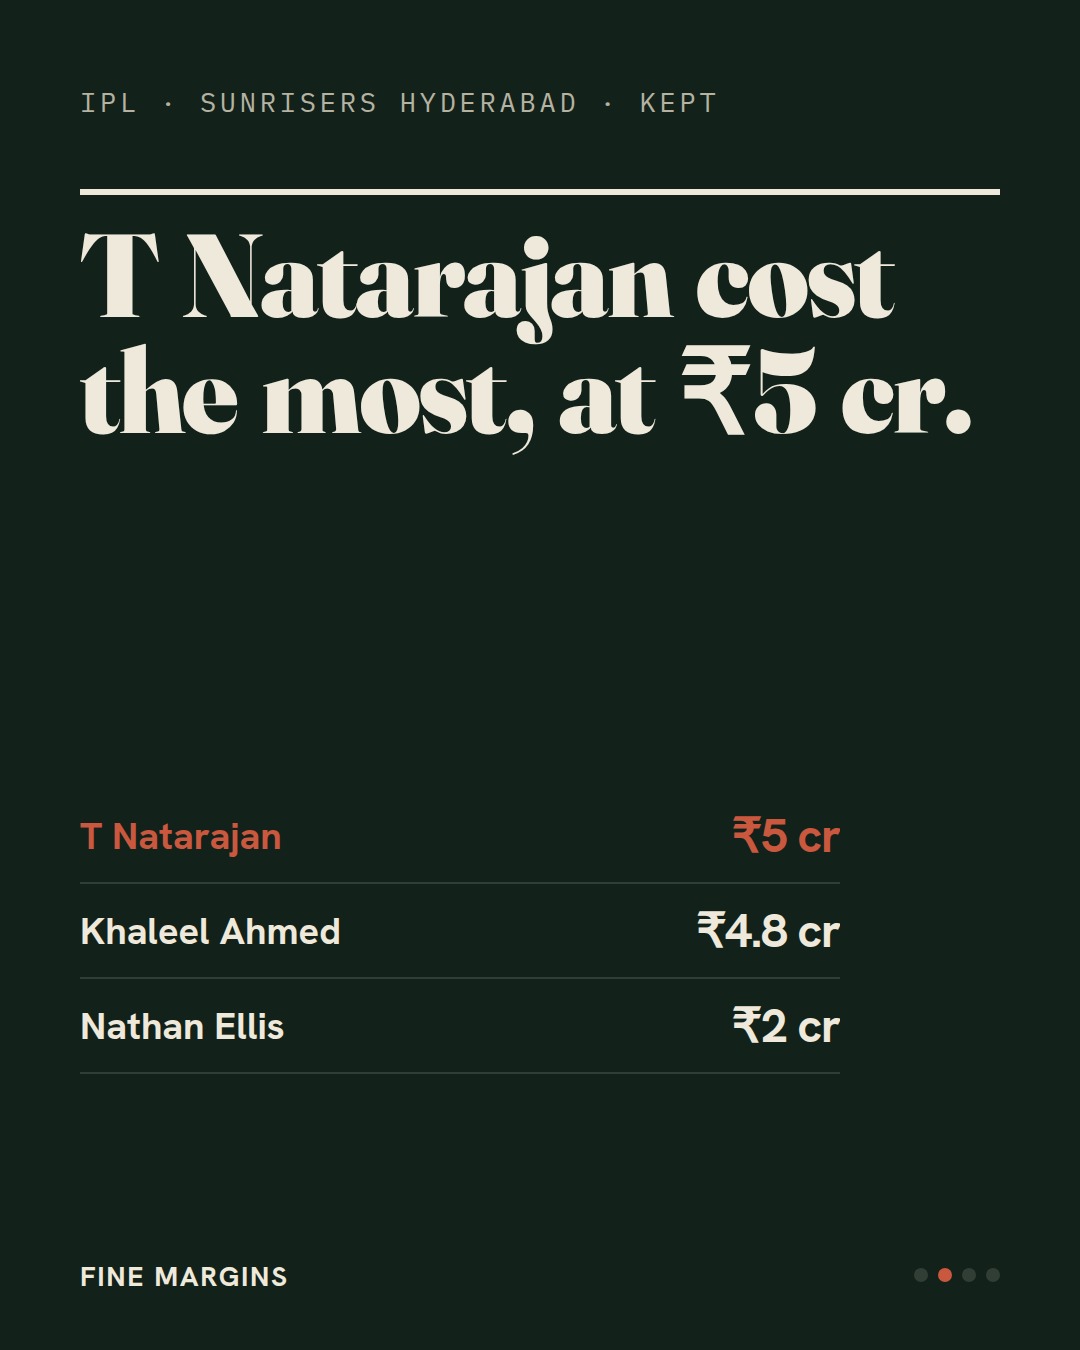 IPL · SUNRISERS HYDERABAD · KEPT
T Natarajan cost
the most, at ₹5 cr.
T Natarajan ₹5 cr
Khaleel Ahmed ₹4.8 cr
Nathan Ellis ₹2 cr
FINE MARGINS